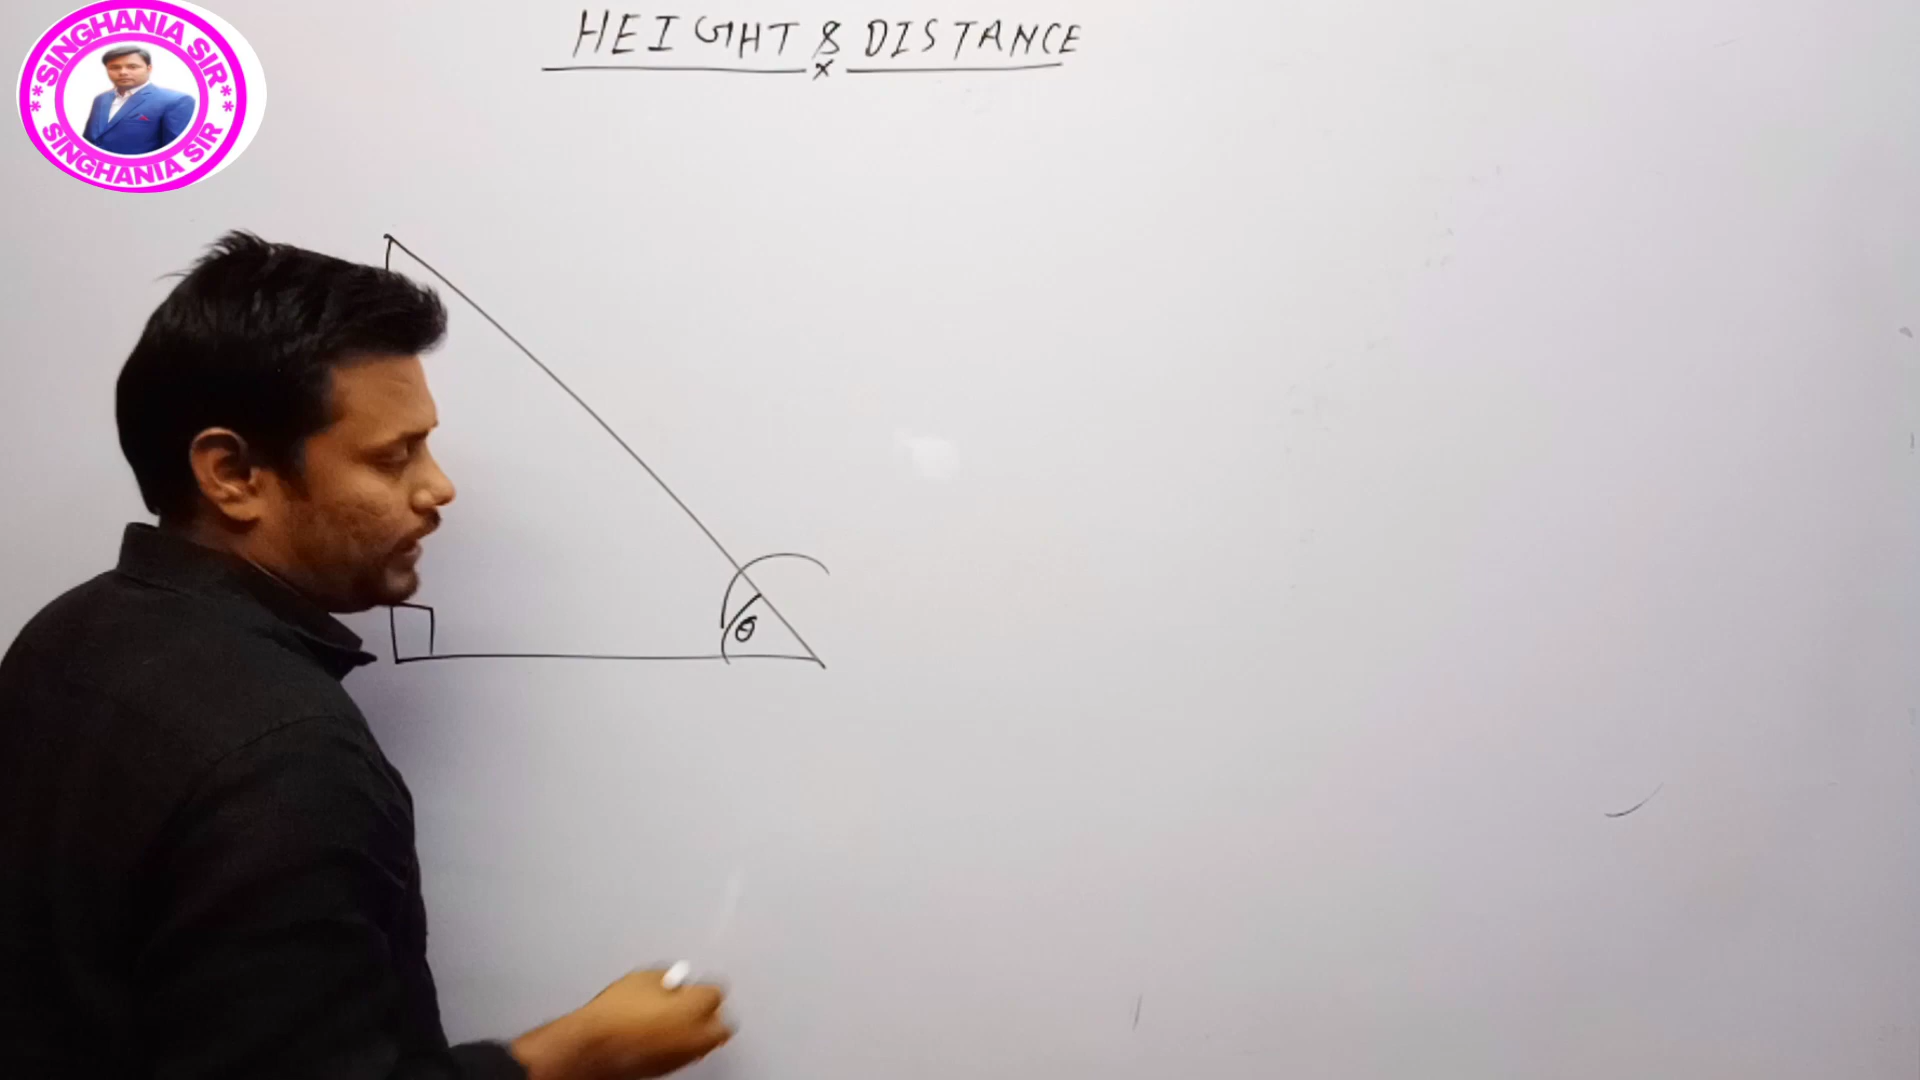 HEIGHT & DISTANCE
x
**SINGHANIA SIR**
SINGHANIA SIR
θ